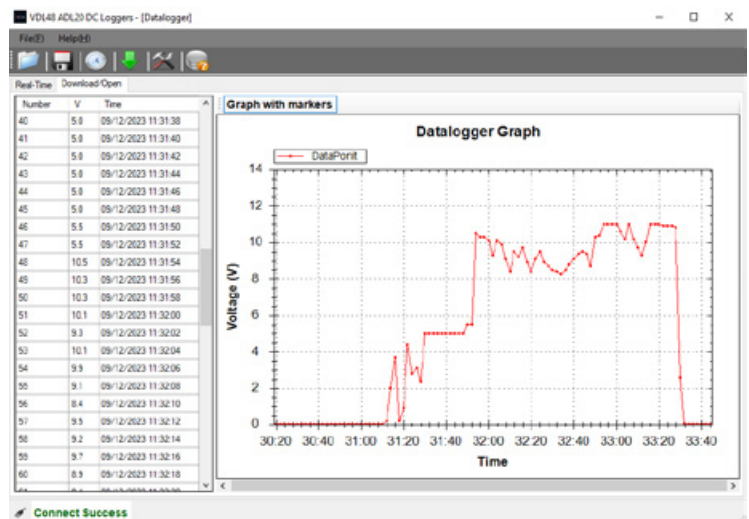 VDL48 ADL20 DC Loggers - [Datalogger]
File(F) Help(H)
Real-Time Download/Open
Number V Time
40 5.0 09/12/2023 11:31:38
41 5.0 09/12/2023 11:31:40
42 5.0 09/12/2023 11:31:42
43 5.0 09/12/2023 11:31:44
44 5.0 09/12/2023 11:31:46
45 5.0 09/12/2023 11:31:48
46 5.5 09/12/2023 11:31:50
47 5.5 09/12/2023 11:31:52
48 10.5 09/12/2023 11:31:54
49 10.3 09/12/2023 11:31:56
50 10.3 09/12/2023 11:31:58
51 10.1 09/12/2023 11:32:00
52 9.3 09/12/2023 11:32:02
53 10.1 09/12/2023 11:32:04
54 9.9 09/12/2023 11:32:06
55 9.1 09/12/2023 11:32:08
56 8.4 09/12/2023 11:32:10
57 9.5 09/12/2023 11:32:12
58 9.2 09/12/2023 11:32:14
59 9.7 09/12/2023 11:32:16
60 8.9 09/12/2023 11:32:18
Graph with markers
Datalogger Graph
DataPonit
14
12
10
8
6
4
2
0
Voltage (V)
30:20 30:40 31:00 31:20 31:40 32:00 32:20 32:40 33:00 33:20 33:40
Time
Connect Success